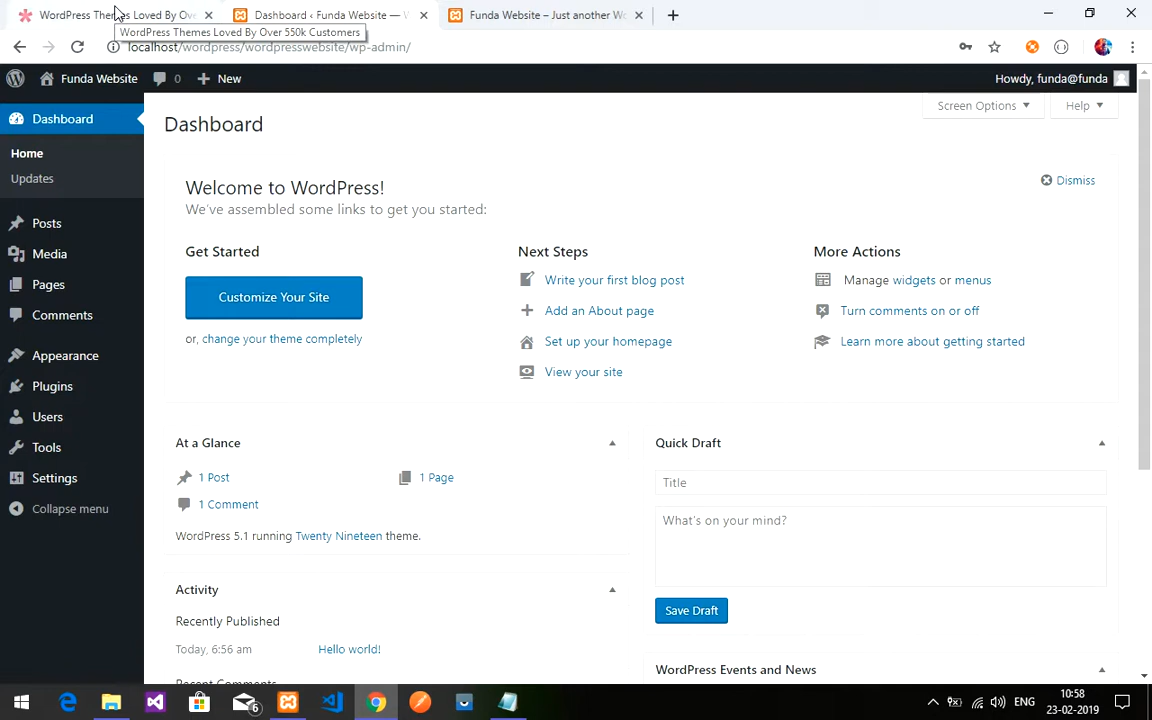 WordPress Themes Loved By Ove
Dashboard ‹ Funda Website — W
Funda Website – Just another Wo
WordPress Themes Loved By Over 550k Customers
localhost/wordpress/wordpresswebsite/wp-admin/
Funda Website
0
New
Howdy, funda@funda
Dashboard
Home
Updates
Posts
Media
Pages
Comments
Appearance
Plugins
Users
Tools
Settings
Collapse menu
Screen Options
Help
Dashboard
Welcome to WordPress!
We've assembled some links to get you started:
Dismiss
Get Started
Customize Your Site
or, change your theme completely
Next Steps
Write your first blog post
Add an About page
Set up your homepage
View your site
More Actions
Manage widgets or menus
Turn comments on or off
Learn more about getting started
At a Glance
1 Post
1 Page
1 Comment
WordPress 5.1 running Twenty Nineteen theme.
Activity
Recently Published
Today, 6:56 am
Hello world!
Recent Comments
Quick Draft
Title
What's on your mind?
Save Draft
WordPress Events and News
6
ENG
10:58
23-02-2019